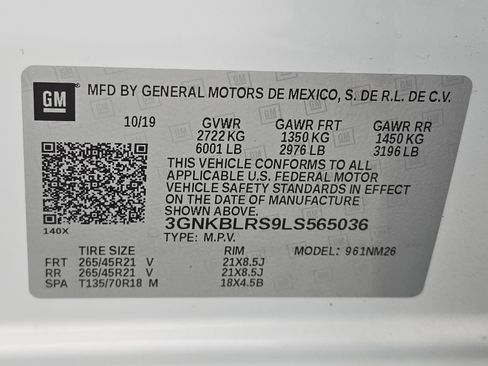 GM
MFD BY GENERAL MOTORS DE MEXICO, S. DE R.L. DE C.V.
10/19 GVWR GAWR FRT GAWR RR
2722 KG 1350 KG 1450 KG
6001 LB 2976 LB 3196 LB
THIS VEHICLE CONFORMS TO ALL
APPLICABLE U.S. FEDERAL MOTOR
VEHICLE SAFETY STANDARDS IN EFFECT
ON THE DATE OF MANUFACTURE
SHOWN ABOVE.
140X 3GNKBLRS9LS565036
TYPE: M.P.V. MODEL: 961NM26
TIRE SIZE RIM
FRT 265/45R21 V 21X8.5J
RR 265/45R21 V 21X8.5J
SPA T135/70R18 M 18X4.5B